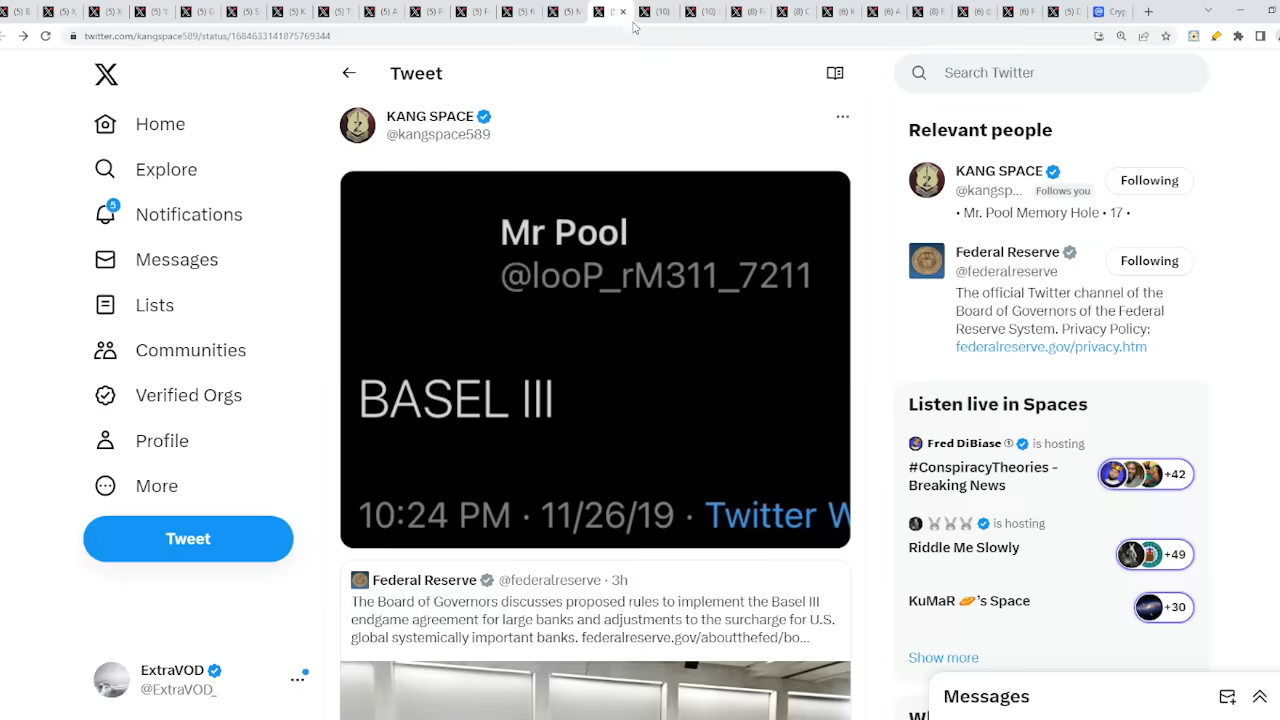 twitter.com/kangspace589/status/1684633141875769344
Tweet
Search Twitter
Home
Explore
5
Notifications
Messages
Lists
Communities
Verified Orgs
Profile
More
Tweet
ExtraVOD
@ExtraVOD_
KANG SPACE
@kangspace589
Mr Pool
@looP_rM311_7211
BASEL III
10:24 PM · 11/26/19 · Twitter W
Federal Reserve @federalreserve · 3h
The Board of Governors discusses proposed rules to implement the Basel III
endgame agreement for large banks and adjustments to the surcharge for U.S.
global systemically important banks. federalreserve.gov/aboutthefed/bo...
Relevant people
KANG SPACE
@kangsp... Follows you
Following
• Mr. Pool Memory Hole • 17 •
Federal Reserve
@federalreserve
Following
The official Twitter channel of the
Board of Governors of the Federal
Reserve System. Privacy Policy:
federalreserve.gov/privacy.htm
Listen live in Spaces
Fred DiBiase is hosting
#ConspiracyTheories -
Breaking News
+42
is hosting
Riddle Me Slowly
+49
KuMaR 's Space
+30
Show more
Messages